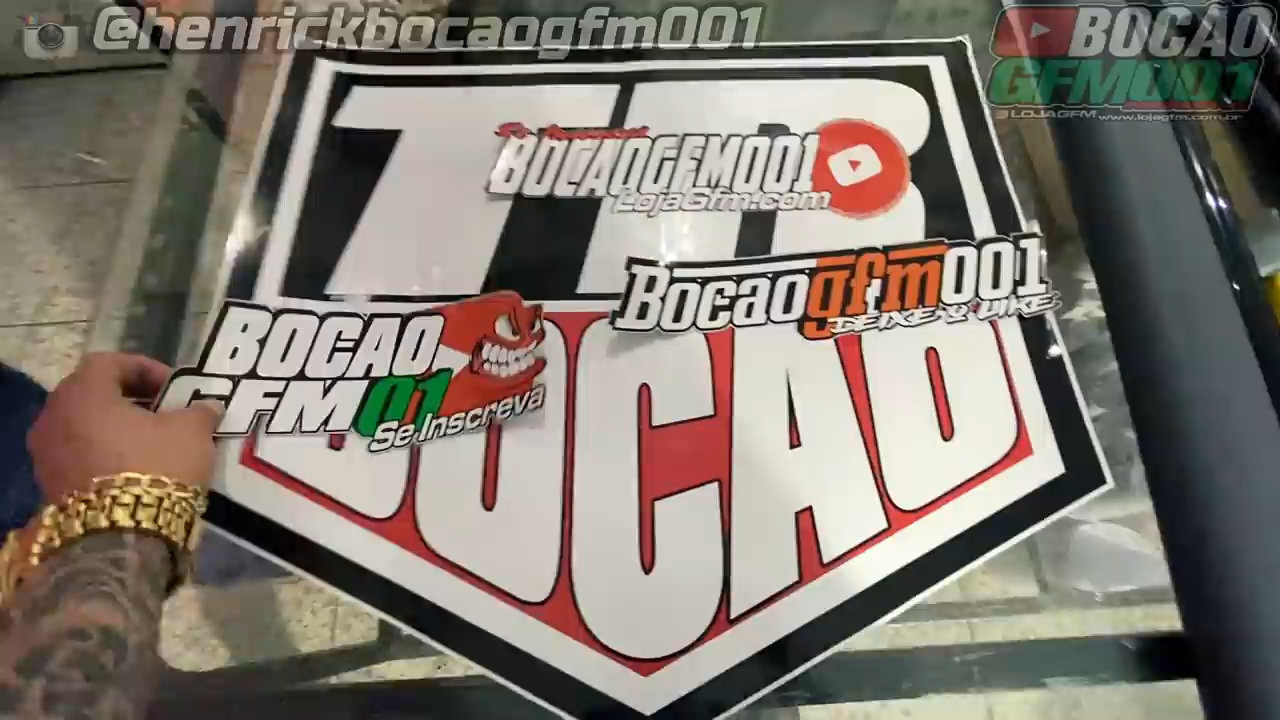 @henrickbocaogfm001
BOCAO
GFM001
LOJAGFM www.lojagfm.com.br
BOCAOGFM001
LojaGfm.com
Bocaogfm001
DEIXE O LIKE
BOCAO
GFM01
Se Inscreva
BOCAO